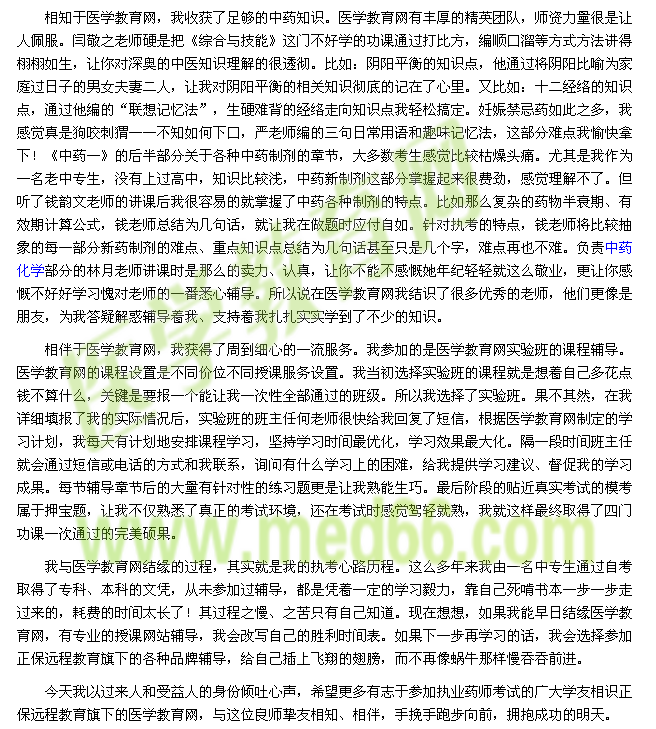 相知于医学教育网，我收获了足够的中药知识。医学教育网有丰厚的精英团队，师资力量很是让
人佩服。闫敬之老师硬是把《综合与技能》这门不好学的功课通过打比方，编顺口溜等方式方法讲得
栩栩如生，让你对深奥的中医知识理解的很透彻。比如：阴阳平衡的知识点，他通过将阴阳比喻为家
庭过日子的男女夫妻二人，让我对阴阳平衡的相关知识彻底的记在了心里。又比如：十二经络的知识
点，通过他编的“联想记忆法”，生硬难背的经络走向知识点我轻松搞定。妊娠禁忌药如此之多，我
感觉真是狗咬刺猬——不知如何下口，严老师编的三句日常用语和趣味记忆法，这部分难点我愉快拿
下！《中药一》的后半部分关于各种中药制剂的章节，大多数考生感觉比较枯燥头痛。尤其是我作为
一名老中专生，没有上过高中，知识比较浅，中药新制剂这部分掌握起来很费劲，感觉理解不了。但
听了钱韵文老师的讲课后我很容易的就掌握了中药各种制剂的特点。比如那么复杂的药物半衰期、有
效期计算公式，钱老师总结为几句话，就让我在做题时应付自如。针对执考的特点，钱老师将比较抽
象的每一部分新药制剂的难点、重点知识点总结为几句话甚至只是几个字，难点再也不难。负责中药
化学部分的林月老师讲课时是那么的实力、认真，让你不能不感慨她年纪轻轻就这么敬业，更让你感
慨不好好学习愧对老师的一番悉心辅导。所以说在医学教育网我结识了很多优秀的老师，他们更像是
朋友，为我答疑解惑辅导着我、支持着我扎扎实实学到了不少的知识。
相伴于医学教育网，我获得了周到细心的一流服务。我参加的是医学教育网实验班的课程辅导。
医学教育网的课程设置是不同价位不同授课服务设置。我当初选择实验班的课程就是想着自己多花点
钱不算什么，关键是要报一个能让我一次性全部通过的班级。所以我选择了实验班。果不其然，在我
详细填报了我的实际情况后，实验班的班主任何老师很快给我回复了短信，根据医学教育网制定的学
习计划，我每天有计划地安排课程学习，坚持学习时间最优化，学习效果最大化。隔一段时间班主任
就会通过短信或电话的方式和我联系，询问有什么学习上的困难，给我提供学习建议、督促我的学习
成果。每节辅导章节后的大量有针对性的练习题更是让我熟能生巧。最后阶段的贴近真实考试的模考
属于押宝题，让我不仅熟悉了真正的考试环境，还在考试时感觉驾轻就熟，我就这样最终取得了四门
功课一次通过的完美硕果。
我与医学教育网结缘的过程，其实就是我的执考心路历程。这么多年来我由一名中专生通过自考
取得了专科、本科的文凭，从未参加过辅导，都是凭着一定的学习毅力，靠自己死啃书本一步一步走
过来的，耗费的时间太长了！其过程之慢、之苦只有自己知道。现在想想，如果我能早日结缘医学教
育网，有专业的授课网站辅导，我会改写自己的胜利时间表。如果下一步再学习的话，我会选择参加
正保远程教育旗下的各种品牌辅导，给自己插上飞翔的翅膀，而不再像蜗牛那样慢吞吞前进。
今天我以过来人和受益人的身份倾吐心声，希望更多有志于参加执业药师考试的广大学友相识正
保远程教育旗下的医学教育网，与这位良师挚友相知、相伴，手挽手跑步向前，拥抱成功的明天。
医学教育网
www.med66.com